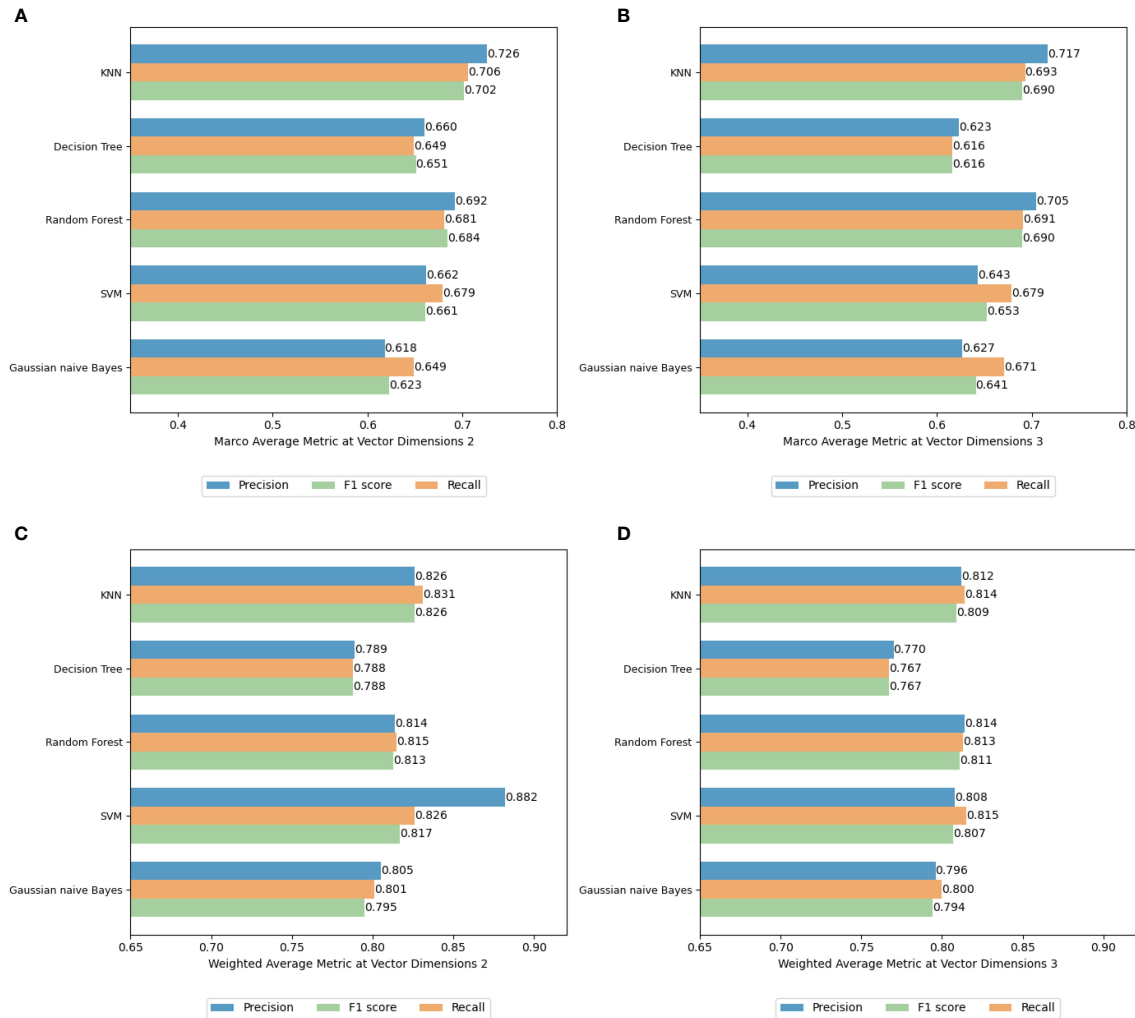 A
KNN
0.726
0.706
0.702
Decision Tree
0.660
0.649
0.651
Random Forest
0.692
0.681
0.684
SVM
0.662
0.679
0.661
Gaussian naive Bayes
0.618
0.649
0.623
0.4 0.5 0.6 0.7 0.8
Marco Average Metric at Vector Dimensions 2
Precision F1 score Recall
B
KNN
0.717
0.693
0.690
Decision Tree
0.623
0.616
0.616
Random Forest
0.705
0.691
0.690
SVM
0.643
0.679
0.653
Gaussian naive Bayes
0.627
0.671
0.641
0.4 0.5 0.6 0.7 0.8
Marco Average Metric at Vector Dimensions 3
Precision F1 score Recall
C
KNN
0.826
0.831
0.826
Decision Tree
0.789
0.788
0.788
Random Forest
0.814
0.815
0.813
SVM
0.882
0.826
0.817
Gaussian naive Bayes
0.805
0.801
0.795
0.65 0.70 0.75 0.80 0.85 0.90
Weighted Average Metric at Vector Dimensions 2
Precision F1 score Recall
D
KNN
0.812
0.814
0.809
Decision Tree
0.770
0.767
0.767
Random Forest
0.814
0.813
0.811
SVM
0.808
0.815
0.807
Gaussian naive Bayes
0.796
0.800
0.794
0.65 0.70 0.75 0.80 0.85 0.90
Weighted Average Metric at Vector Dimensions 3
Precision F1 score Recall